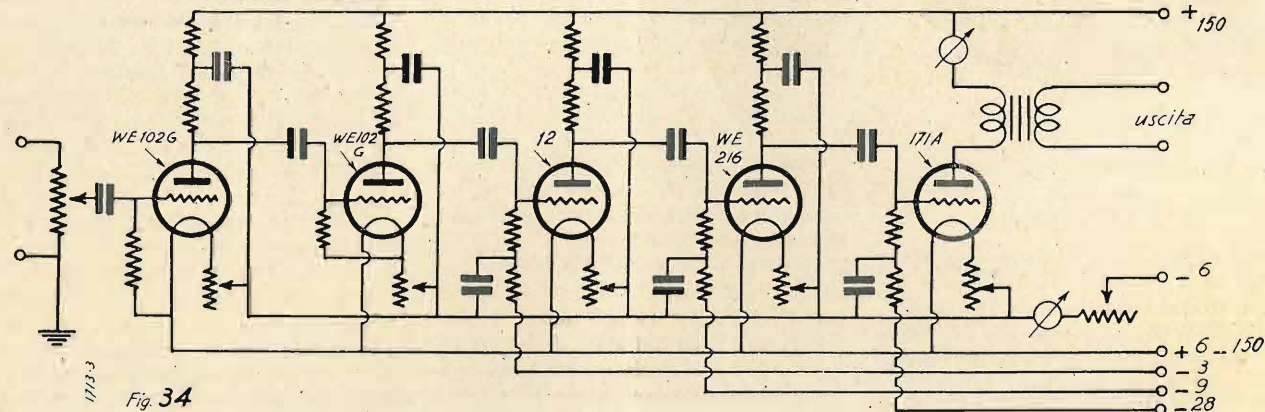 + 150
WE102G
WE102 G
12
WE 216
171A
uscita
- 6
+ 6 - 150
- 3
- 9
- 28
1713-3
Fig. 34